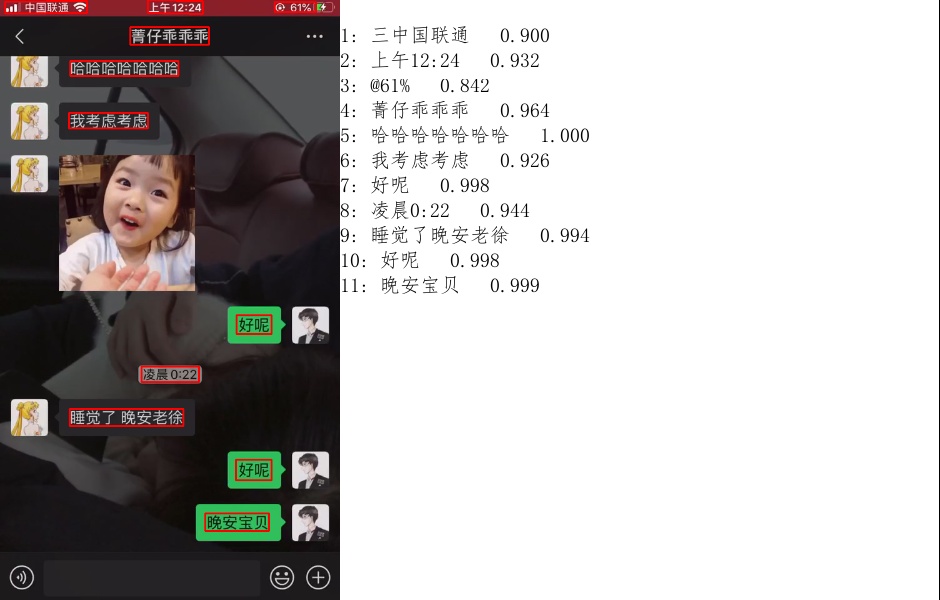 中国联通 上午12:24 61%
菁仔乖乖乖
哈哈哈哈哈哈哈
我考虑考虑
好呢
凌晨0:22
睡觉了 晚安老徐
好呢
晚安宝贝
1: 三中国联通 0.900
2: 上午12:24 0.932
3: @61% 0.842
4: 菁仔乖乖乖 0.964
5: 哈哈哈哈哈哈哈 1.000
6: 我考虑考虑 0.926
7: 好呢 0.998
8: 凌晨0:22 0.944
9: 睡觉了晚安老徐 0.994
10: 好呢 0.998
11: 晚安宝贝 0.999